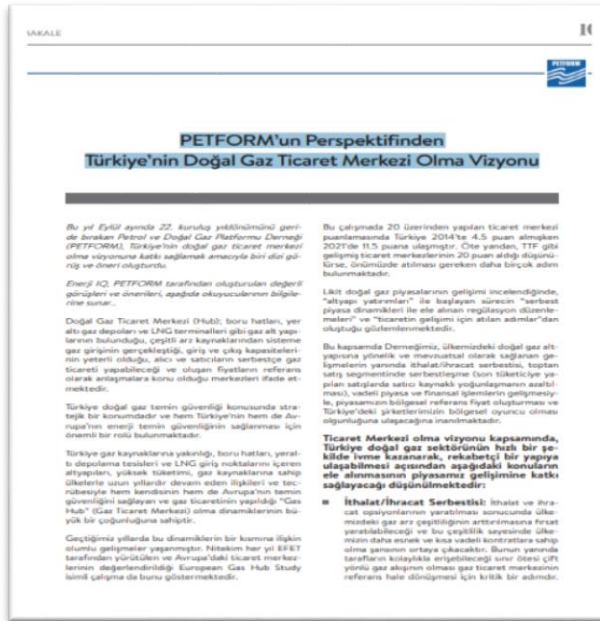 IAKALE
PETFORM
PETFORM'un Perspektifinden
Türkiye'nin Doğal Gaz Ticaret Merkezi Olma Vizyonu
Bu yıl Eylül ayında 22. kuruluş yıldönümünü geri-
de bırakan Petrol ve Doğal Gaz Platformu Derneği
(PETFORM), Türkiye'nin doğal gaz ticaret merkezi
olma vizyonuna katkı sağlamak amacıyla bir dizi gö-
rüş ve öneri oluşturdu.
Enerji IQ, PETFORM tarafından oluşturulan değerli
görüşleri ve önerileri, aşağıda okuyucularının bilgile-
rine sunar...
Doğal Gaz Ticaret Merkezi (Hub); boru hatları, yer
altı gaz depoları ve LNG terminalleri gibi gaz alt yapı-
larının bulunduğu, çeşitli arz kaynaklarından sisteme
gaz girişinin gerçekleştiği, giriş ve çıkış kapasiteleri-
nin yeterli olduğu, alıcı ve satıcıların serbestçe gaz
ticareti yapabileceği ve oluşan fiyatların referans
olarak anlaşmalara konu olduğu merkezleri ifade et-
mektedir.
Türkiye doğal gaz temin güvenliği konusunda stra-
tejik bir konumdadır ve hem Türkiye'nin hem de Av-
rupa'nın enerji temin güvenliğinin sağlanması için
önemli bir rolü bulunmaktadır.
Türkiye gaz kaynaklarına yakınlığı, boru hatları, yeral-
tı depolama tesisleri ve LNG giriş noktalarını içeren
altyapıları, yüksek tüketimi, gaz kaynaklarına sahip
ülkelerle uzun yıllardır devam eden ilişkileri ve tec-
rübesiyle hem kendisinin hem de Avrupa'nın temin
güvenliğini sağlayan ve gaz ticaretinin yapıldığı "Gas
Hub" (Gaz Ticaret Merkezi) olma dinamiklerinin bü-
yük bir çoğunluğuna sahiptir.
Geçtiğimiz yıllarda bu dinamiklerin bir kısmına ilişkin
olumlu gelişmeler yaşanmıştır. Nitekim her yıl EFET
tarafından yürütülen ve Avrupa'daki ticaret merkez-
lerinin değerlendirildiği European Gas Hub Study
isimli çalışma da bunu göstermektedir.
Bu çalışmada 20 üzerinden yapılan ticaret merkezi
puanlamasında Türkiye 2014'te 4,5 puan almışken
2021'de 11,5 puana ulaşmıştır. Öte yandan, TTF gibi
gelişmiş ticaret merkezlerinin 20 puan aldığı düşünü-
lürse, önümüzde atılması gereken daha birçok adım
bulunmaktadır.
Likit doğal gaz piyasalarının gelişimi incelendiğinde,
"altyapı yatırımları" ile başlayan sürecin "serbest
piyasa dinamikleri ile ele alınan regülasyon düzenle-
meleri" ve "ticaretin gelişimi için atılan adımlar"dan
oluştuğu gözlemlenmektedir.
Bu kapsamda Derneğimiz, ülkemizdeki doğal gaz alt-
yapısına yönelik ve mevzuatsal olarak sağlanan ge-
lişmelerin yanında ithalat/ihracat serbestisi, toptan
satış segmentinde serbestleşme (son tüketiciye ya-
pılan satışlarda satıcı kaynaklı yoğunlaşmanın azaltıl-
ması), vadeli piyasa ve finansal işlemlerin gelişmesiy-
le, piyasamızın bölgesel referans fiyat oluşturması ve
Türkiye'deki şirketlerimizin bölgesel oyuncu olması
olgunluğuna ulaşacağına inanılmaktadır.
Ticaret Merkezi olma vizyonu kapsamında,
Türkiye doğal gaz sektörünün hızlı bir şe-
kilde ivme kazanarak, rekabetçi bir yapıya
ulaşabilmesi açısından aşağıdaki konuların
ele alınmasının piyasamız gelişimine katkı
sağlayacağı düşünülmektedir:
▪ İthalat/İhracat Serbestisi: İthalat ve ihra-
cat opsiyonlarının yaratılması sonucunda ülke-
mizdeki gaz arz çeşitliliğinin arttırılmasına fırsat
yaratılabileceği ve bu çeşitlilik sayesinde ülke-
mizin daha esnek ve kısa vadeli kontratlara sahip
olma şansının ortaya çıkacaktır. Bunun yanında
tarafların kolaylıkla erişebileceği sınır ötesi çift
yönlü gaz akışının olması gaz ticaret merkezinin
referans hale dönüşmesi için kritik bir adımdır.